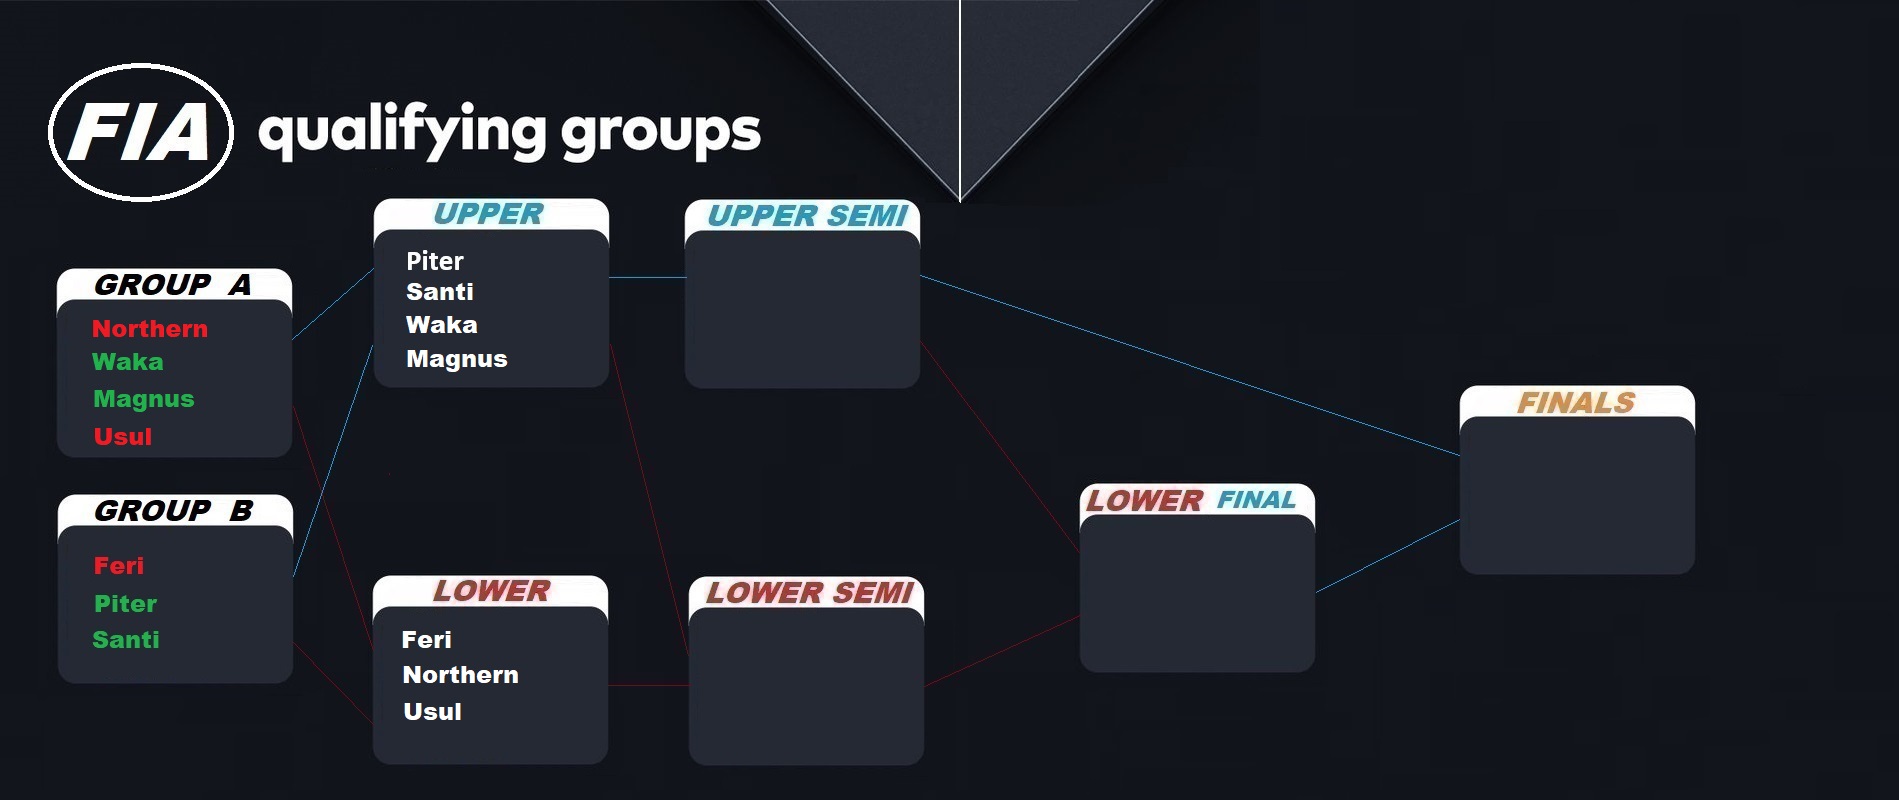 FIA qualifying groups
GROUP A
Northern
Waka
Magnus
Usul
GROUP B
Feri
Piter
Santi
UPPER
Piter
Santi
Waka
Magnus
LOWER
Feri
Northern
Usul
UPPER SEMI
LOWER SEMI
LOWER FINAL
FINALS